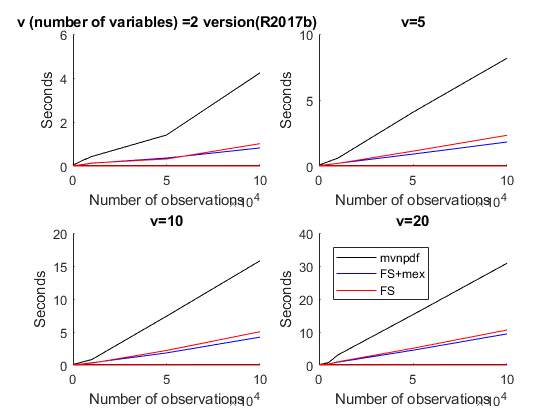 v (number of variables) =2 version(R2017b)
6
4
2
0
Seconds
0
5
10
Number of observations
×10^4
v=5
10
5
0
Seconds
0
5
10
Number of observations
×10^4
v=10
20
15
10
5
0
Seconds
0
5
10
Number of observations
×10^4
v=20
40
30
20
10
0
Seconds
mvnpdf
FS+mex
FS
0
5
10
Number of observations
×10^4